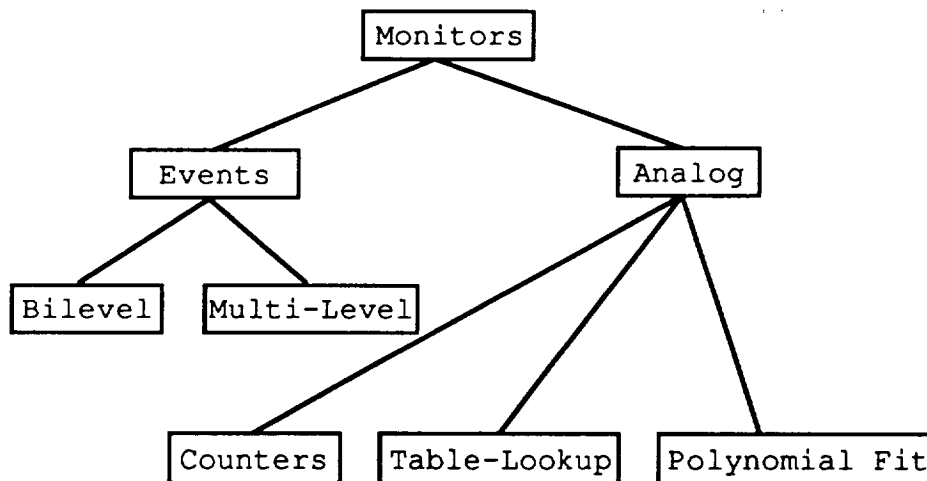 Monitors
Events
Analog
Bilevel
Multi-Level
Counters
Table-Lookup
Polynomial Fit